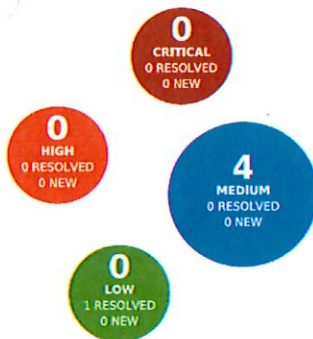 0
CRITICAL
0 RESOLVED
0 NEW
0
HIGH
0 RESOLVED
0 NEW
4
MEDIUM
0 RESOLVED
0 NEW
0
LOW
1 RESOLVED
0 NEW